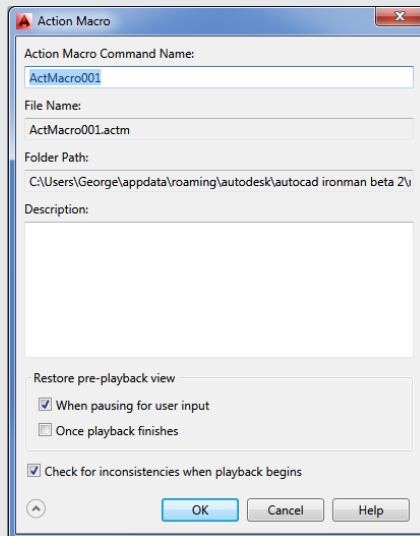 Action Macro
Action Macro Command Name:
ActMacro001
File Name:
ActMacro001.actm
Folder Path:
C:\Users\George\appdata\roaming\autodesk\autocad ironman beta 2\
Description:
Restore pre-playback view
When pausing for user input
Once playback finishes
Check for inconsistencies when playback begins
OK Cancel Help